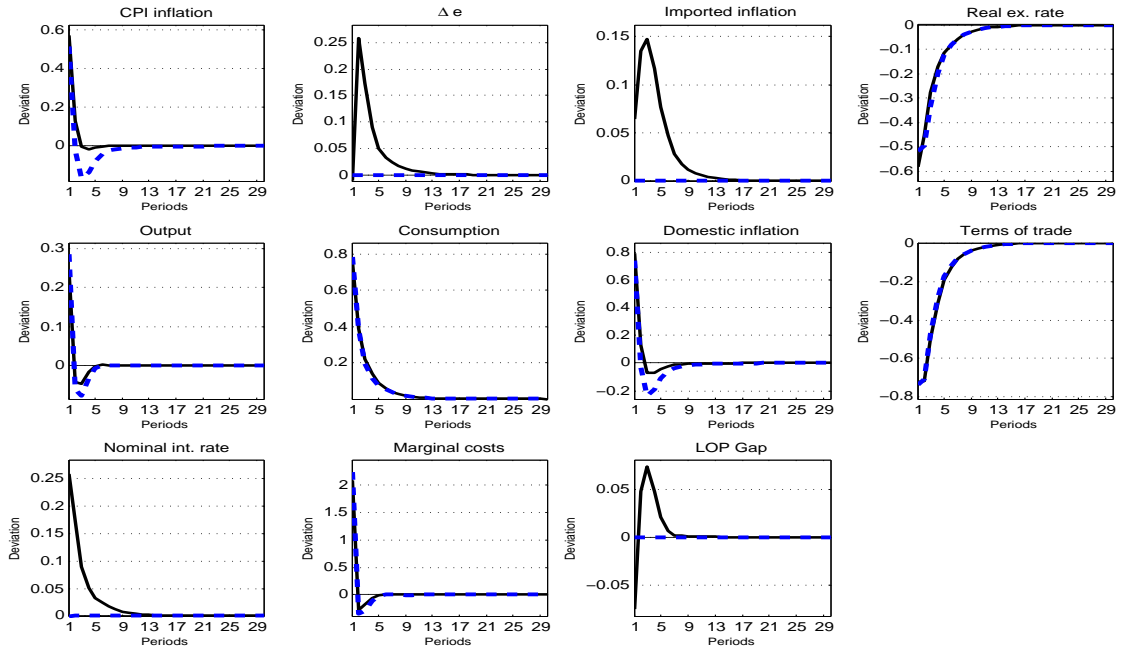 CPI inflation
Deviation
0.6
0.4
0.2
0
1 5 9 13 17 21 25 29
Periods
Δ e
Deviation
0.25
0.2
0.15
0.1
0.05
0
1 5 9 13 17 21 25 29
Periods
Imported inflation
Deviation
0.15
0.1
0.05
0
1 5 9 13 17 21 25 29
Periods
Real ex. rate
Deviation
0
−0.1
−0.2
−0.3
−0.4
−0.5
−0.6
1 5 9 13 17 21 25 29
Periods
Output
Deviation
0.3
0.2
0.1
0
1 5 9 13 17 21 25 29
Periods
Consumption
Deviation
0.8
0.6
0.4
0.2
1 5 9 13 17 21 25 29
Periods
Domestic inflation
Deviation
0.8
0.6
0.4
0.2
0
−0.2
1 5 9 13 17 21 25 29
Periods
Terms of trade
Deviation
0
−0.2
−0.4
−0.6
−0.8
1 5 9 13 17 21 25 29
Periods
Nominal int. rate
Deviation
0.25
0.2
0.15
0.1
0.05
0
1 5 9 13 17 21 25 29
Periods
Marginal costs
Deviation
2
1.5
1
0.5
0
1 5 9 13 17 21 25 29
Periods
LOP Gap
Deviation
0.05
0
−0.05
1 5 9 13 17 21 25 29
Periods